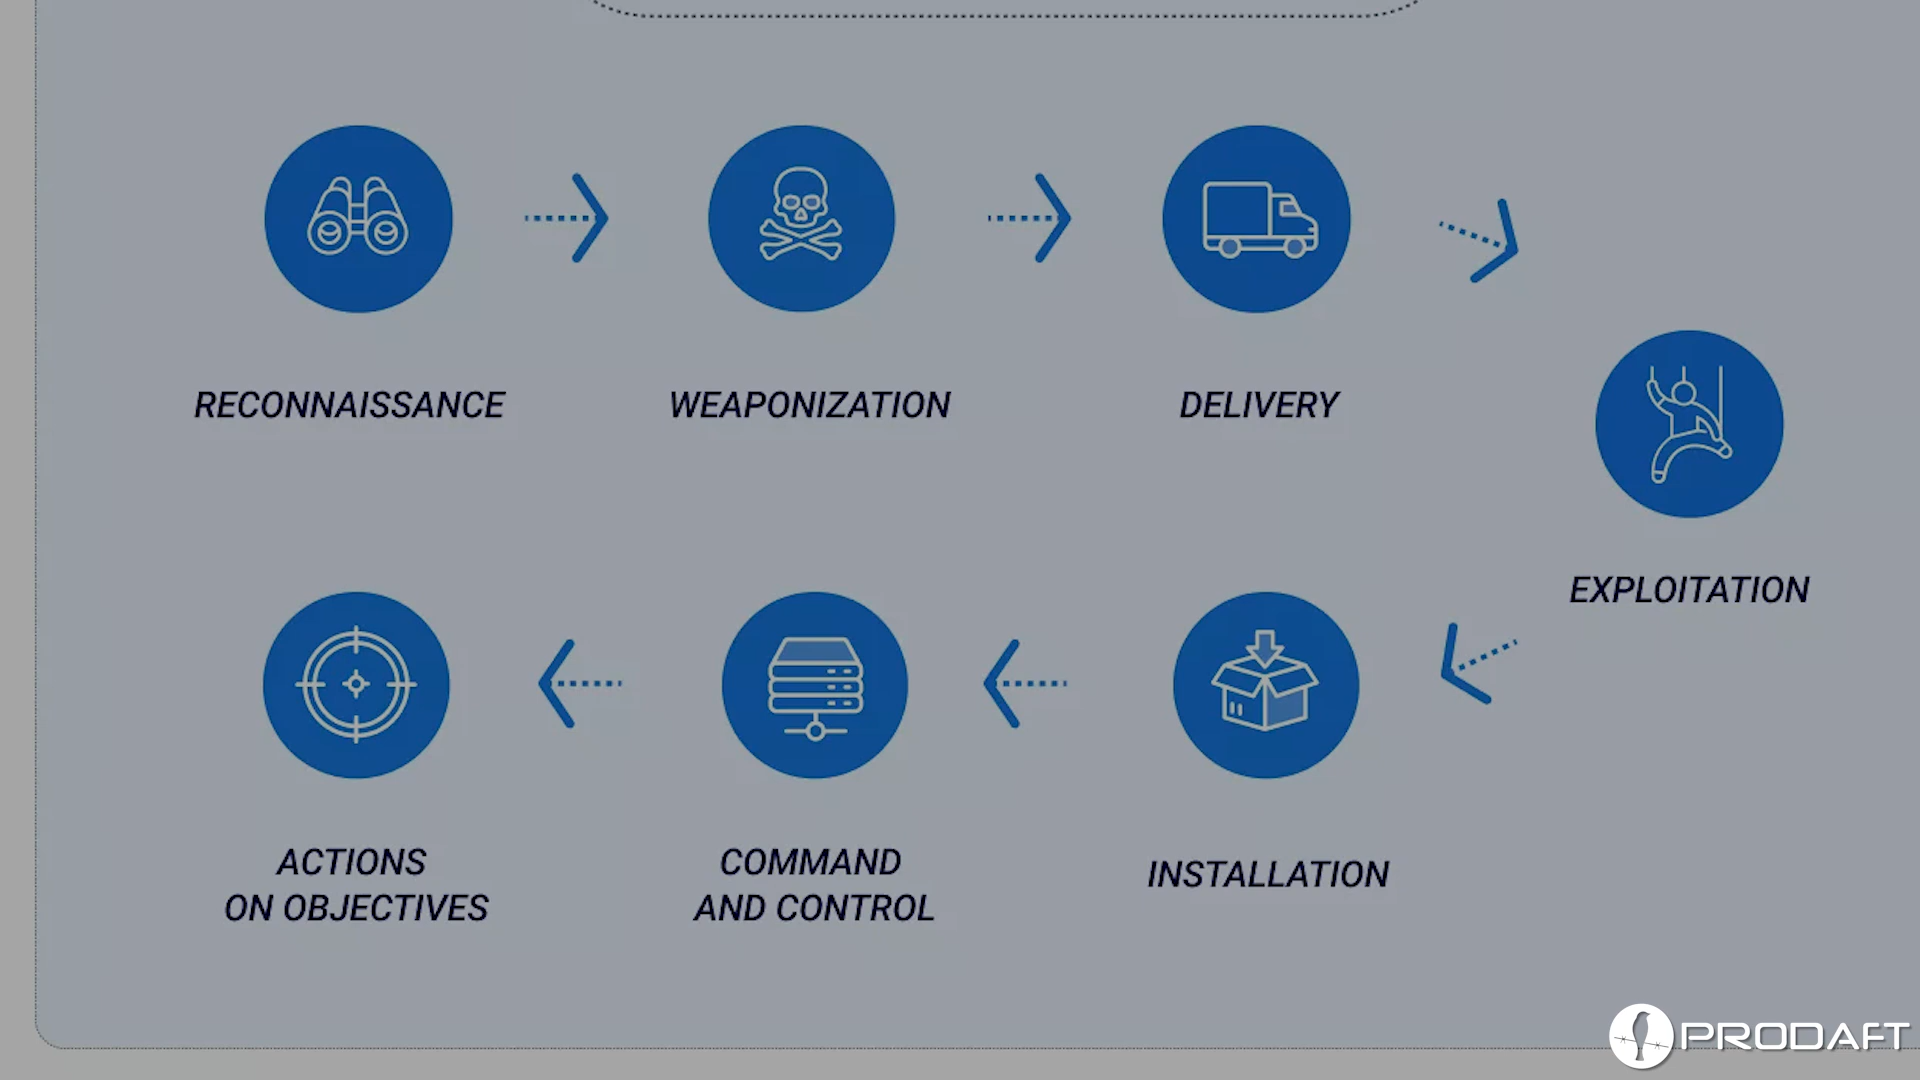 RECONNAISSANCE
WEAPONIZATION
DELIVERY
EXPLOITATION
ACTIONS
ON OBJECTIVES
COMMAND
AND CONTROL
INSTALLATION
PRODAFT